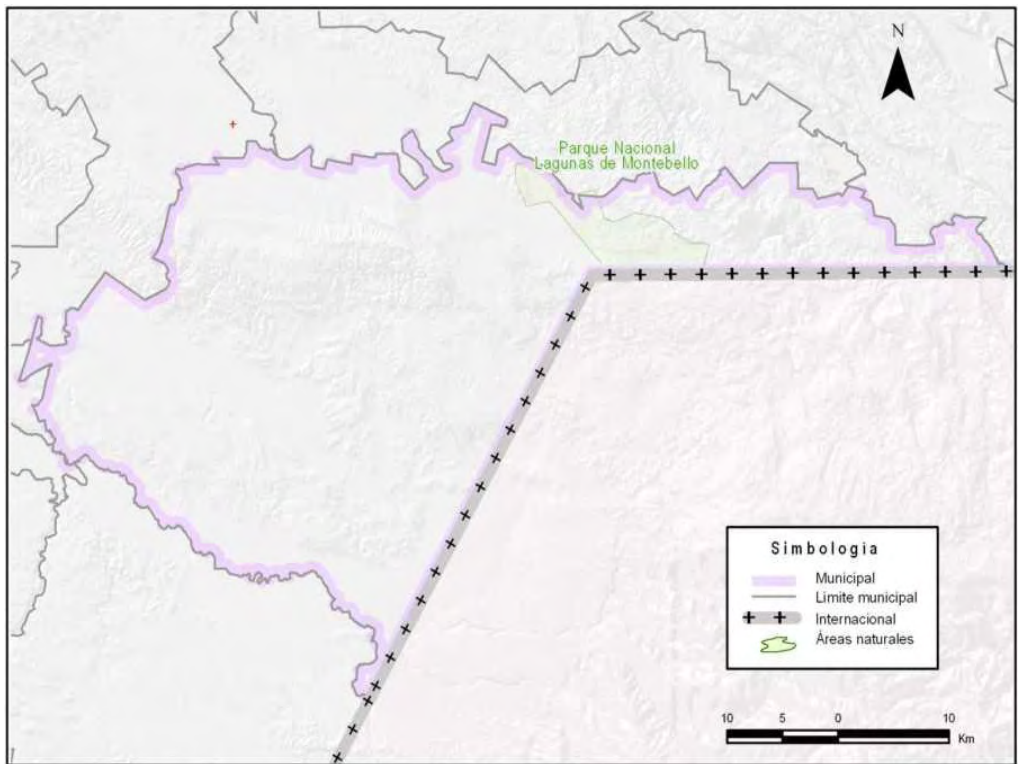 N
Parque Nacional
Lagunas de Montebello
Simbologia
Municipal
Limite municipal
Internacional
Áreas naturales
10 5 0 10
Km